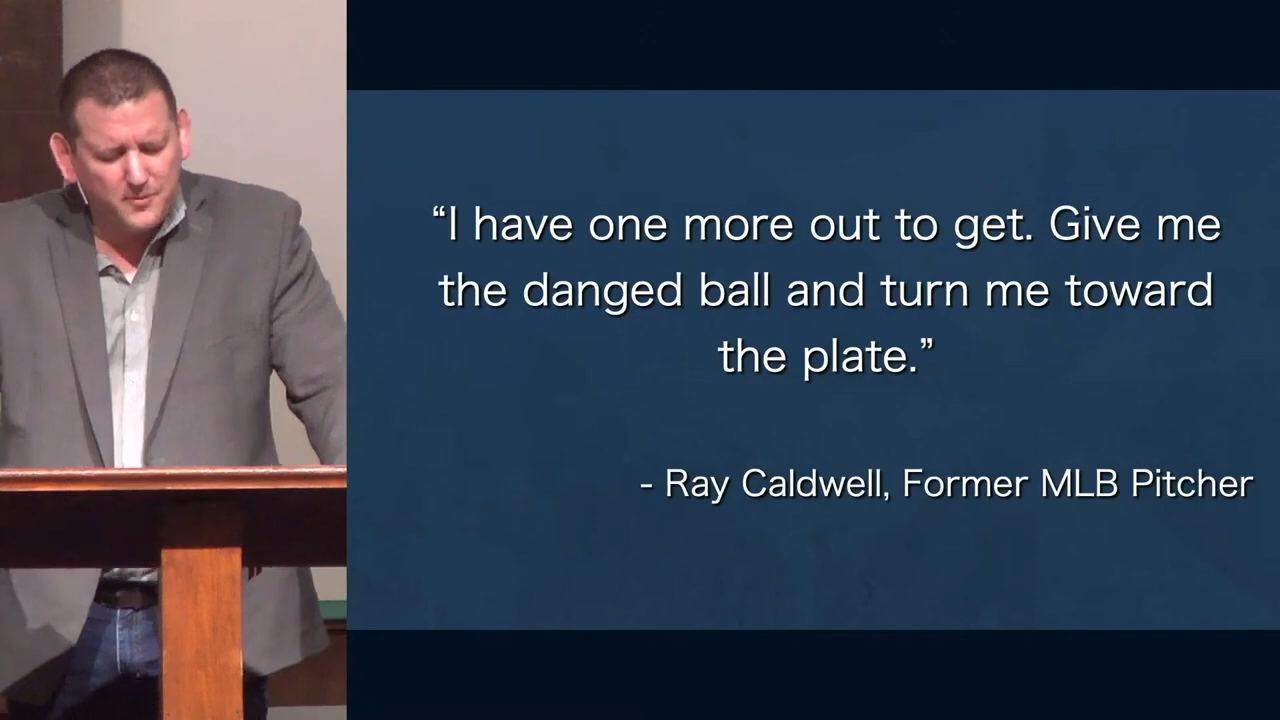 “I have one more out to get. Give me
the danged ball and turn me toward
the plate.”
- Ray Caldwell, Former MLB Pitcher